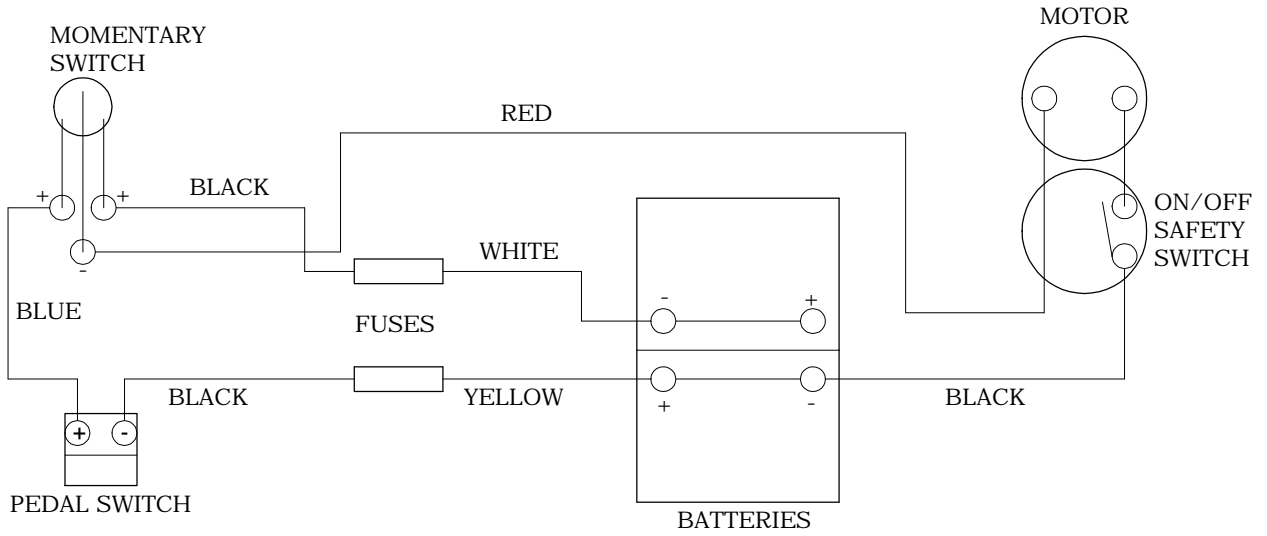 MOTOR
MOMENTARY
SWITCH
RED
BLACK
+
+
-
ON/OFF
SAFETY
SWITCH
WHITE
BLUE
FUSES
-
+
BLACK
YELLOW
+
-
BLACK
+
-
PEDAL SWITCH
BATTERIES